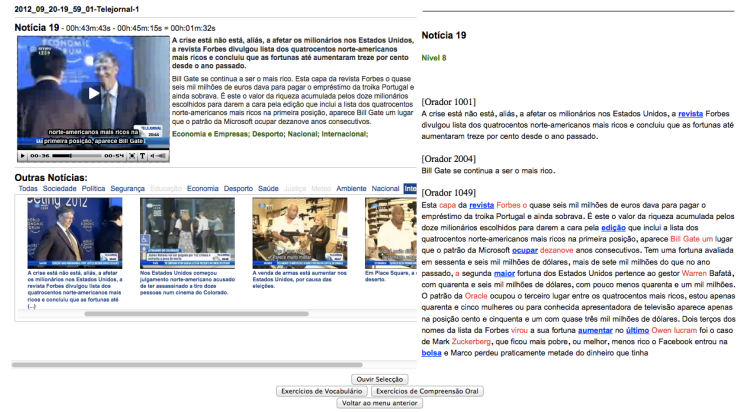 2012_09_20-19_59_01-Telejornal-1
Notícia 19 - 00h:43m:43s - 00h:45m:15s = 00h:01m:32s
A crise está não está, aliás, a afetar os milionários nos Estados Unidos,
a revista Forbes divulgou lista dos quatrocentos norte-americanos
mais ricos e concluiu que as fortunas até aumentaram treze por cento
desde o ano passado.
Bill Gate se continua a ser o mais rico. Esta capa da revista Forbes o quase
seis mil milhões de euros dava para pagar o empréstimo da troika Portugal e
ainda sobrava. É este o valor da riqueza acumulada pelos doze milionários
escolhidos para darem a cara pela edição que inclui a lista dos quatrocentos
norte-americanos mais ricos na primeira posição, aparece Bill Gate um lugar
que o patrão da Microsoft ocupar dezanove anos consecutivos.
Economia e Empresas; Desporto; Nacional; Internacional;
norte-americanos mais ricos na
primeira posição, aparece Bill Gate
TELEJORNAL
20:44
00:36
00:54
T
Outras Notícias:
Todas Sociedade Política Segurança Educação Economia Desporto Saúde Justiça Meteo Ambiente Nacional Inte
A crise está não está, aliás, a afetar
os milionários nos Estados Unidos,
a revista Forbes divulgou lista dos
quatrocentos norte-americanos mais
ricos e concluiu que as fortunas até
(...)
Nos Estados Unidos começou
julgamento norte-americano acusado
de ter assassinado a tiro doze
pessoas num cinema do Colorado.
A venda de armas está aumentar nos
Estados Unidos, por causa das
eleições.
Em Place Square, a
deserto.
Notícia 19
Nível 8
[Orador 1001]
A crise está não está, aliás, a afetar os milionários nos Estados Unidos, a revista Forbes
divulgou lista dos quatrocentos norte-americanos mais ricos e concluiu que as fortunas até
aumentaram treze por cento desde o ano passado.
[Orador 2004]
Bill Gate se continua a ser o mais rico.
[Orador 1049]
Esta capa da revista Forbes o quase seis mil milhões de euros dava para pagar o
empréstimo da troika Portugal e ainda sobrava. É este o valor da riqueza acumulada pelos
doze milionários escolhidos para darem a cara pela edição que inclui a lista dos
quatrocentos norte-americanos mais ricos na primeira posição, aparece Bill Gate um lugar
que o patrão da Microsoft ocupar dezanove anos consecutivos. Tem uma fortuna avaliada
em sessenta e seis mil milhões de dólares, mais de sete mil milhões do que no ano
passado, a segunda maior fortuna dos Estados Unidos pertence ao gestor Warren Bafatá,
com quarenta e seis mil milhões de dólares, com pouco menos quarenta e um mil milhões.
O patrão da Oracle ocupou o terceiro lugar entre os quatrocentos mais ricos, estou apenas
quarenta e cinco mulheres ou para conhecida apresentadora de televisão aparece apenas
na posição cento e cinquenta e um com quase três mil milhões de dólares. Dois terços dos
nomes da lista da Forbes virou a sua fortuna aumentar no último Owen lucram foi o caso
de Mark Zuckerberg, que ficou mais pobre, ou melhor, menos rico o Facebook entrou na
bolsa e Marco perdeu praticamente metade do dinheiro que tinha
Ouvir Selecção
Exercícios de Vocabulário
Exercícios de Compreensão Oral
Voltar ao menu anterior